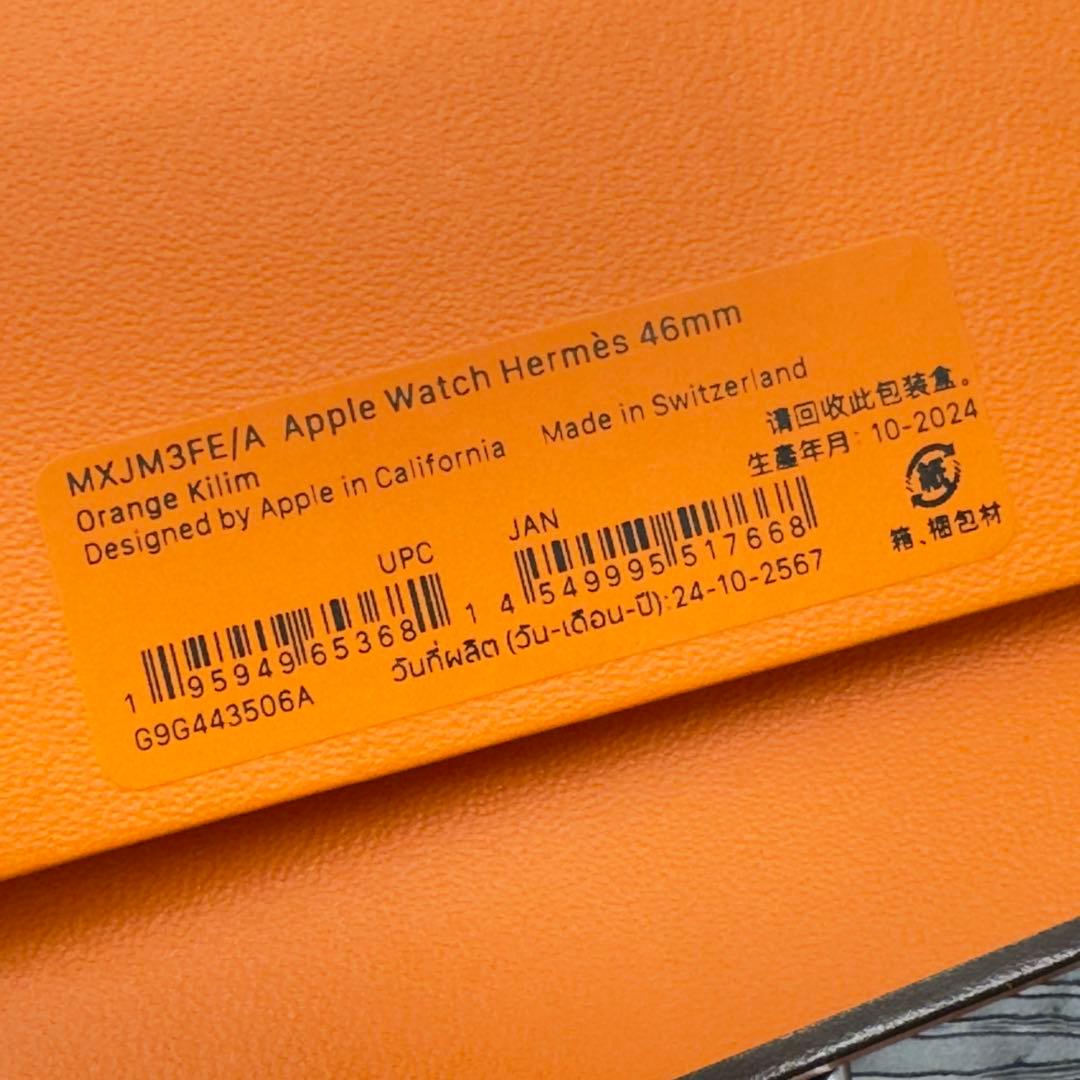 MXJM3FE/A Apple Watch Hermès 46mm
Orange Kilim
Designed by Apple in California Made in Switzerland
请回收此包装盒。
生產年月: 10-2024
紙
箱、捆包材
UPC
1 95949 65368 1
JAN
4 549995 517668
วันที่ผลิต (วัน-เดือน-ปี):24-10-2567
G9G443506A